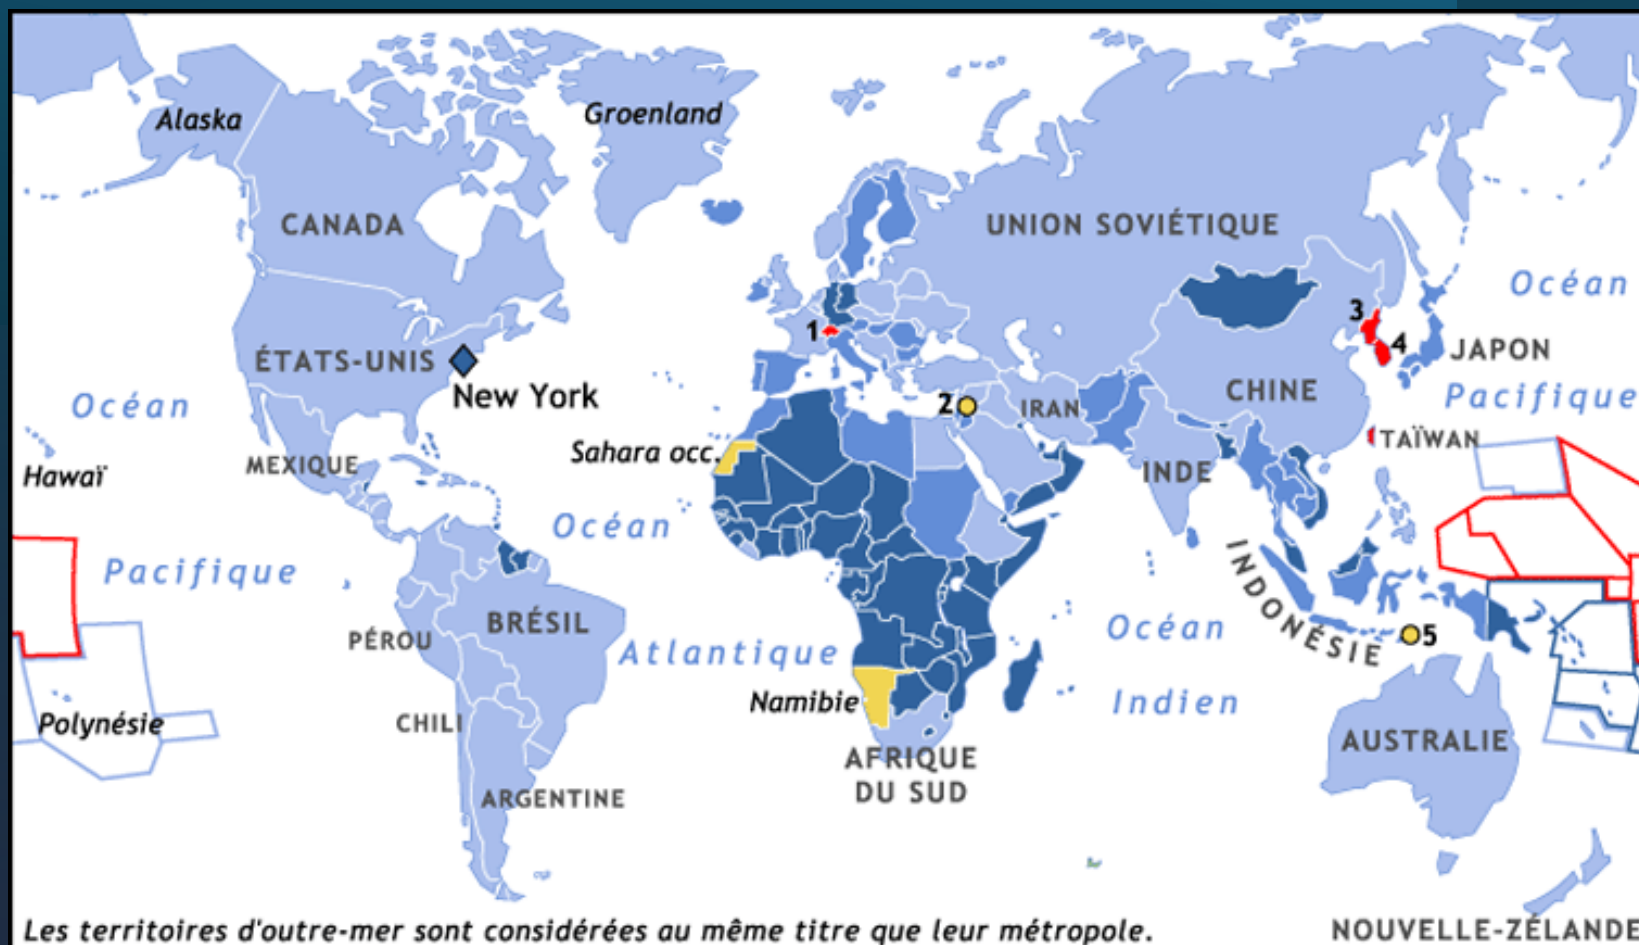 Groenland
Alaska
CANADA
UNION SOVIÉTIQUE
Océan
3
1
4
ÉTATS-UNIS
JAPON
New York
CHINE
Pacifique
Océan
2
IRAN
Sahara occ.
TAÏWAN
MEXIQUE
Hawaï
INDE
Océan
Pacifique
INDONÉSIE
BRÉSIL
Océan
5
PÉROU
Atlantique
Namibie
Indien
Polynésie
CHILI
AUSTRALIE
AFRIQUE
DU SUD
ARGENTINE
Les territoires d'outre-mer sont considérées au même titre que leur métropole.
NOUVELLE-ZÉLANDE